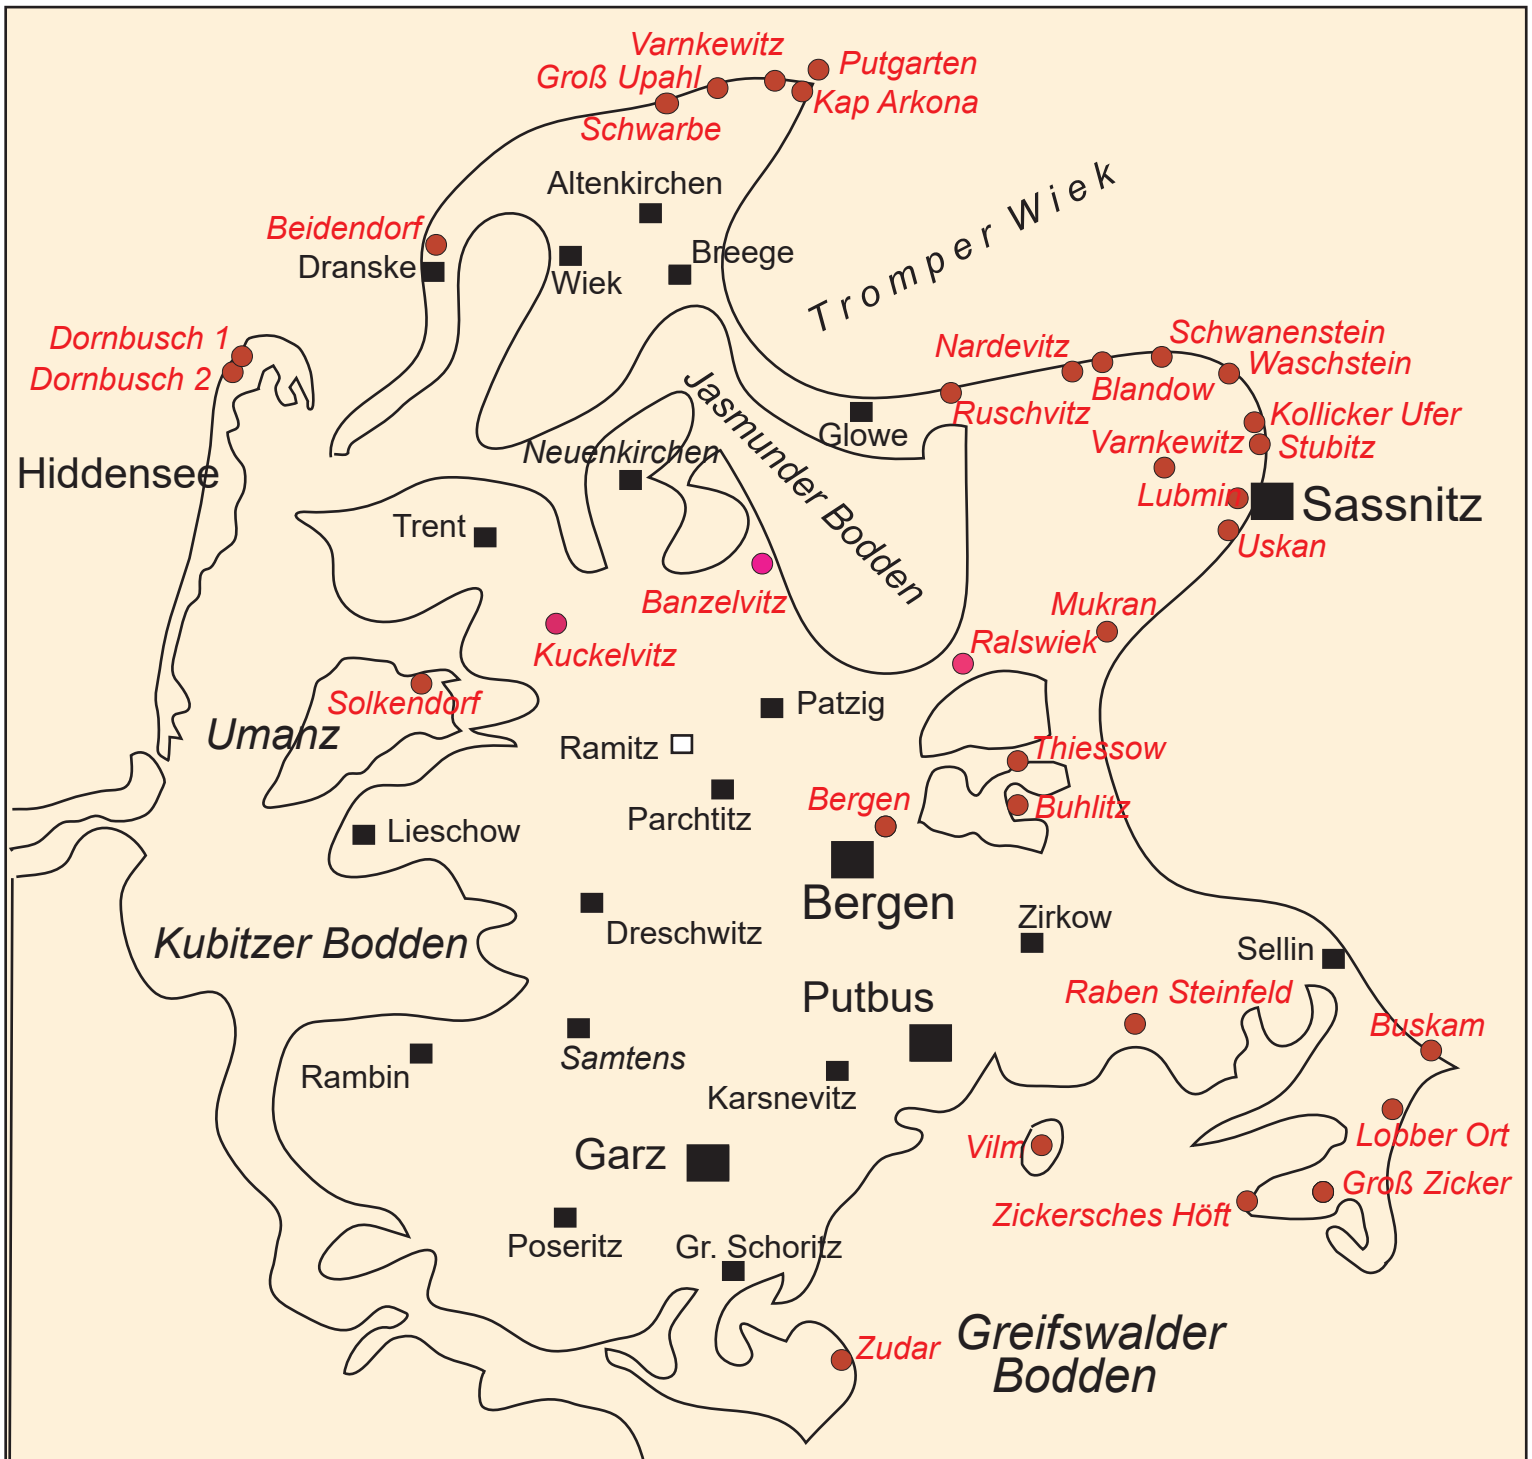 Varnkewitz
Putgarten
Groß Upahl
Kap Arkona
Schwarbe
Altenkirchen
Tromper Wiek
Beidendorf
Breege
Dranske
Wiek
Dornbusch 1
Schwanenstein
Nardevitz
Waschstein
Dornbusch 2
Blandow
Jasmunder Bodden
Ruschvitz
Kollicker Ufer
Glowe
Varnkewitz
Stubitz
Neuenkirchen
Hiddensee
Lubmin
Sassnitz
Trent
Uskan
Banzelvitz
Mukran
Ralswiek
Kuckelvitz
Solkendorf
Patzig
Umanz
Ramitz
Thiessow
Bergen
Buhlitz
Parchtitz
Lieschow
Bergen
Zirkow
Dreschwitz
Kubitzer Bodden
Sellin
Raben Steinfeld
Putbus
Buskam
Samtens
Rambin
Karsnevitz
Lobber Ort
Vilm
Garz
Groß Zicker
Zickersches Höft
Poseritz
Gr. Schoritz
Greifswalder
Bodden
Zudar